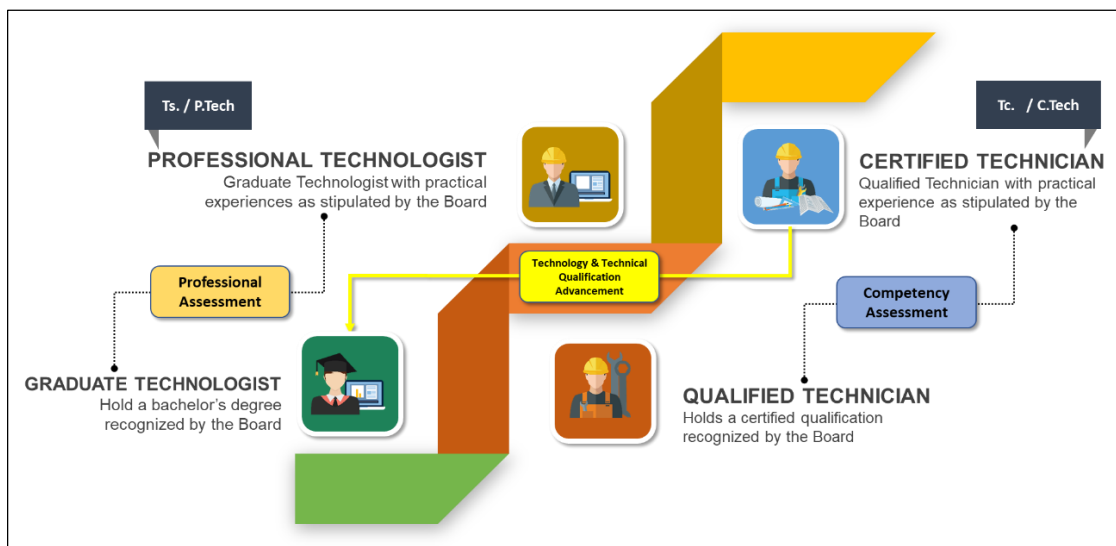 Ts. / P.Tech
PROFESSIONAL TECHNOLOGIST
Graduate Technologist with practical
experiences as stipulated by the Board
Professional
Assessment
GRADUATE TECHNOLOGIST
Hold a bachelor’s degree
recognized by the Board
Technology & Technical
Qualification
Advancement
Tc. / C.Tech
CERTIFIED TECHNICIAN
Qualified Technician with practical
experience as stipulated by the
Board
Competency
Assessment
QUALIFIED TECHNICIAN
Holds a certified qualification
recognized by the Board